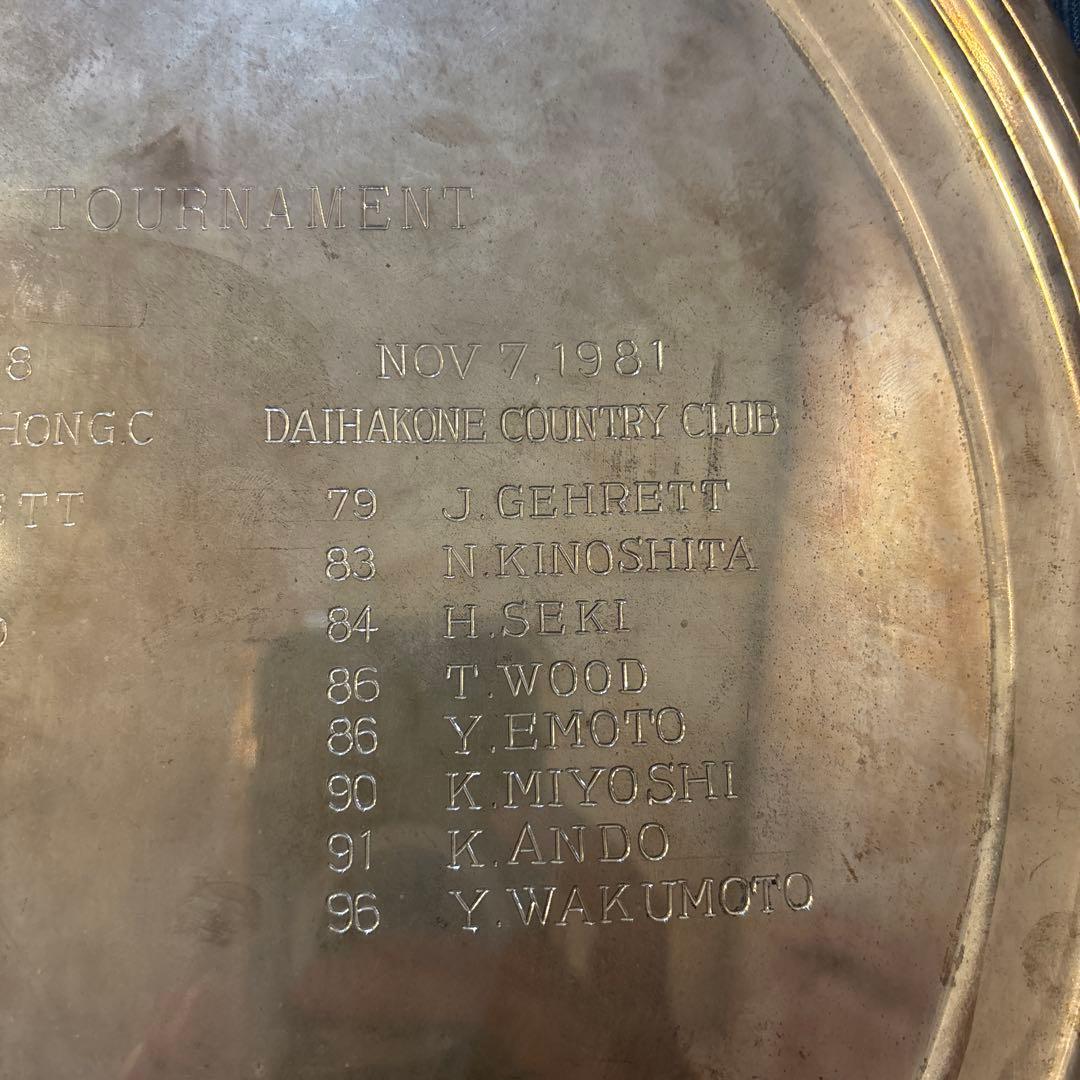 TOURNAMENT
8 NOV 7, 1981
HONG.C DAIHAKONE COUNTRY CLUB
ETT 79 J. GEHRETT
83 N. KINOSHITA
84 H. SEKI
86 T. WOOD
86 Y. EMOTO
90 K. MIYOSHI
91 K. ANDO
96 Y. WAKUMOTO